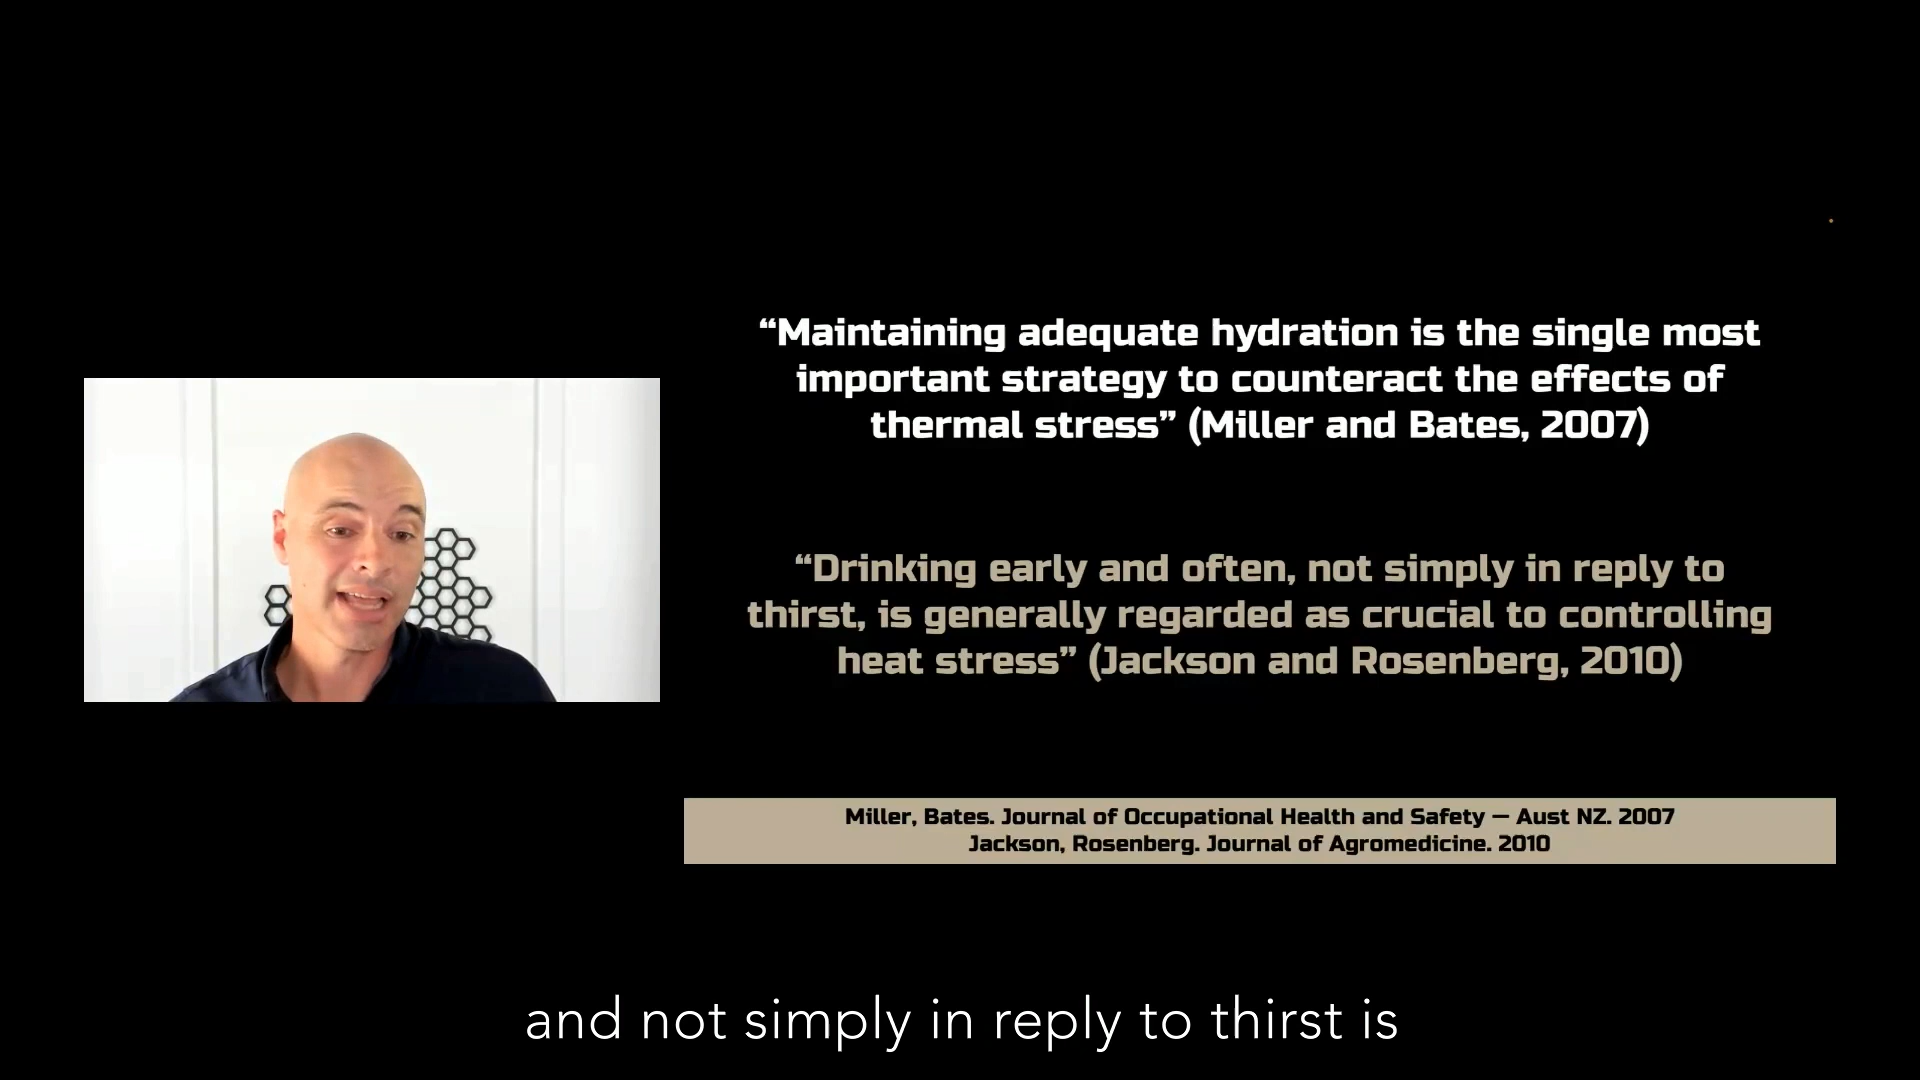 “Maintaining adequate hydration is the single most
important strategy to counteract the effects of
thermal stress” (Miller and Bates, 2007)
“Drinking early and often, not simply in reply to
thirst, is generally regarded as crucial to controlling
heat stress” (Jackson and Rosenberg, 2010)
Miller, Bates. Journal of Occupational Health and Safety — Aust NZ. 2007
Jackson, Rosenberg. Journal of Agromedicine. 2010
and not simply in reply to thirst is